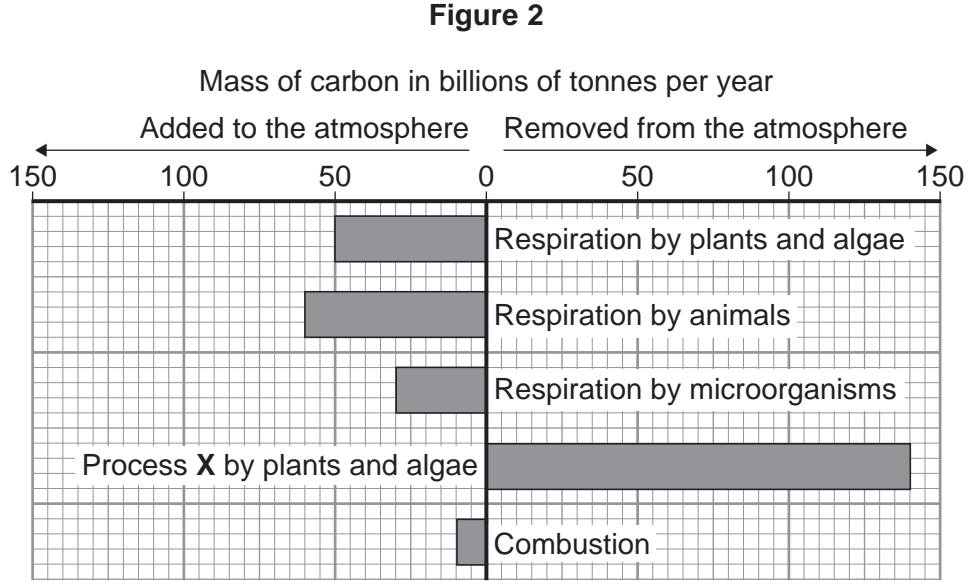 Figure 2
Mass of carbon in billions of tonnes per year
Added to the atmosphere Removed from the atmosphere
150 100 50 0 50 100 150
Respiration by plants and algae
Respiration by animals
Respiration by microorganisms
Process X by plants and algae
Combustion